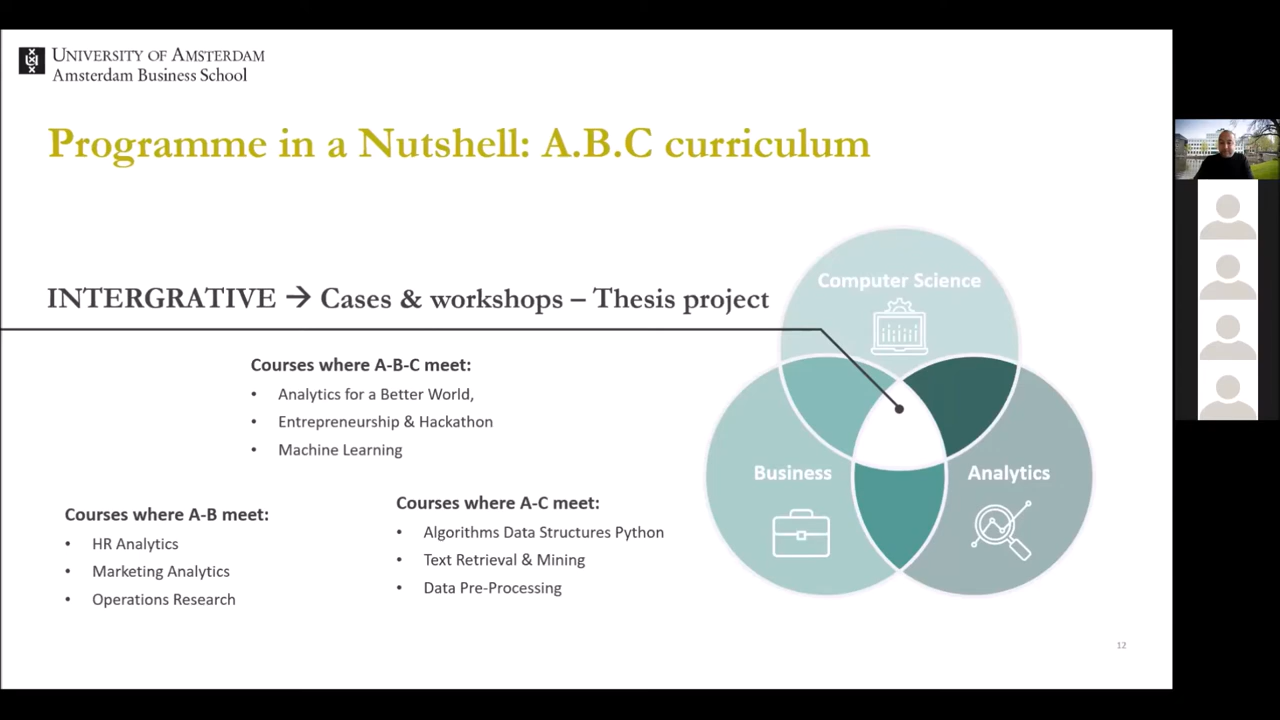 UNIVERSITY OF AMSTERDAM
Amsterdam Business School
Programme in a Nutshell: A.B.C curriculum
INTERGRATIVE → Cases & workshops – Thesis project
Courses where A-B-C meet:
• Analytics for a Better World,
• Entrepreneurship & Hackathon
• Machine Learning
Courses where A-B meet:
• HR Analytics
• Marketing Analytics
• Operations Research
Courses where A-C meet:
• Algorithms Data Structures Python
• Text Retrieval & Mining
• Data Pre-Processing
Computer Science
Business
Analytics
12